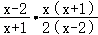 x-2/x+1 • x(x+1)/2(x-2)